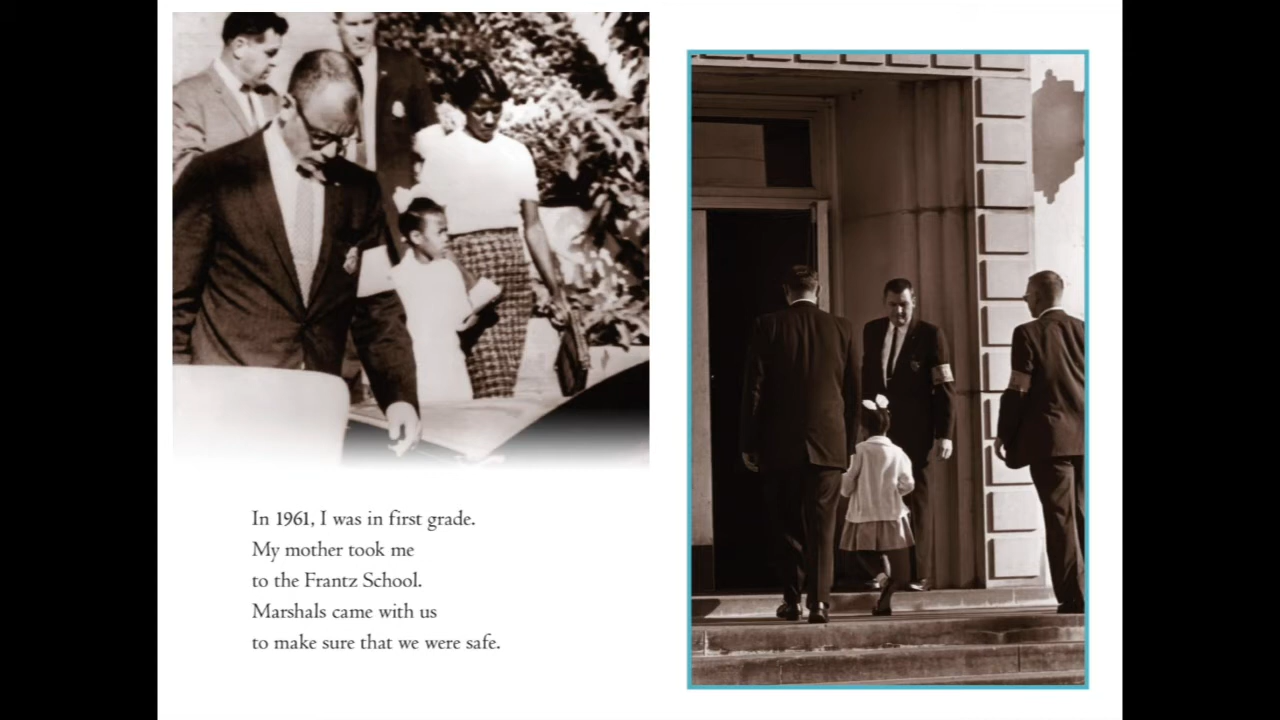 In 1961, I was in first grade.
My mother took me
to the Frantz School.
Marshals came with us
to make sure that we were safe.